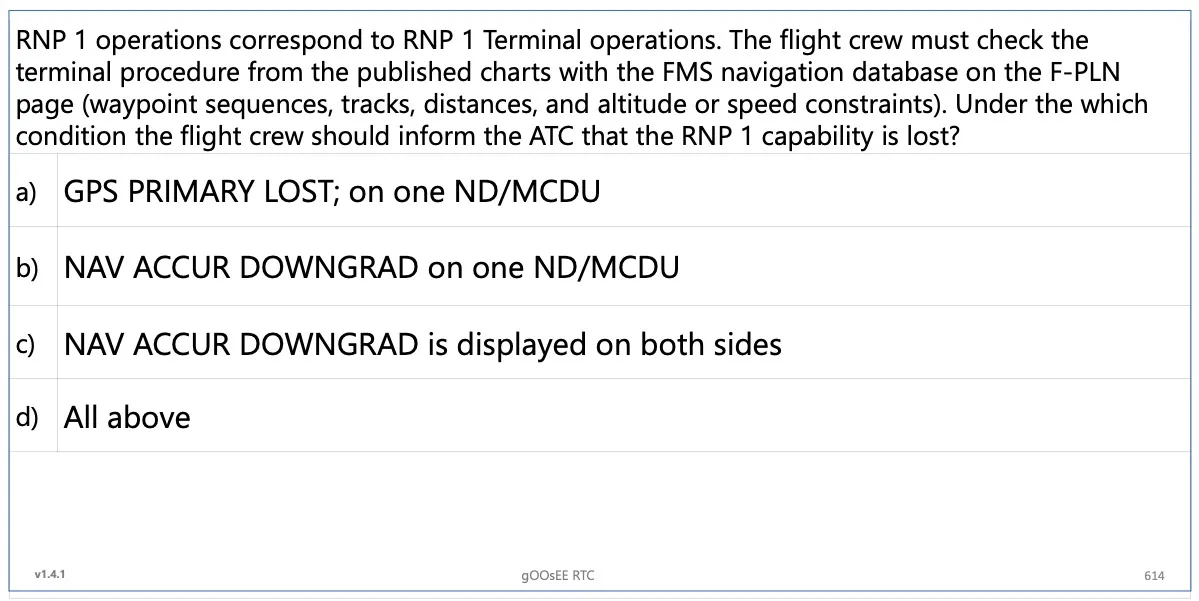 RNP 1 operations correspond to RNP 1 Terminal operations. The flight crew must check the
terminal procedure from the published charts with the FMS navigation database on the F-PLN
page (waypoint sequences, tracks, distances, and altitude or speed constraints). Under the which
condition the flight crew should inform the ATC that the RNP 1 capability is lost?
a) GPS PRIMARY LOST; on one ND/MCDU
b) NAV ACCUR DOWNGRAD on one ND/MCDU
c) NAV ACCUR DOWNGRAD is displayed on both sides
d) All above
v1.4.1 gOOsEE RTC 614